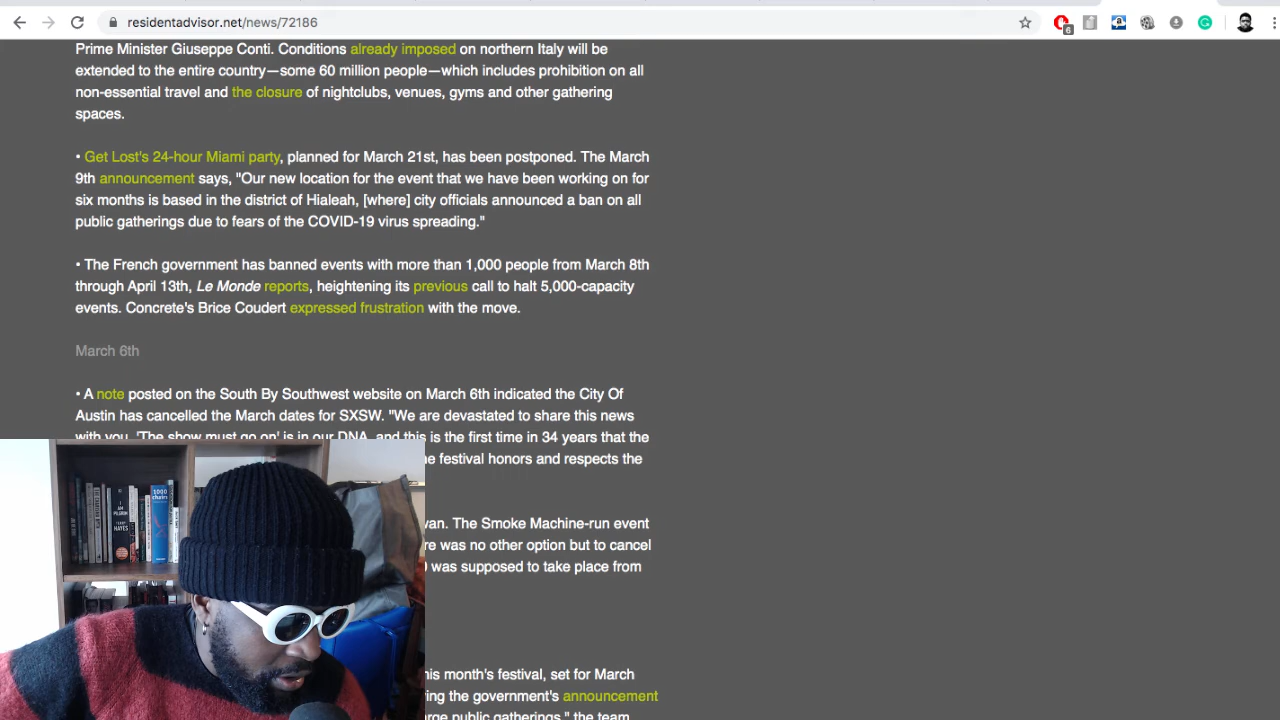 residentadvisor.net/news/72186
6
Prime Minister Giuseppe Conti. Conditions already imposed on northern Italy will be
extended to the entire country—some 60 million people—which includes prohibition on all
non-essential travel and the closure of nightclubs, venues, gyms and other gathering
spaces.
• Get Lost's 24-hour Miami party, planned for March 21st, has been postponed. The March
9th announcement says, "Our new location for the event that we have been working on for
six months is based in the district of Hialeah, [where] city officials announced a ban on all
public gatherings due to fears of the COVID-19 virus spreading."
• The French government has banned events with more than 1,000 people from March 8th
through April 13th, Le Monde reports, heightening its previous call to halt 5,000-capacity
events. Concrete's Brice Coudert expressed frustration with the move.
March 6th
• A note posted on the South By Southwest website on March 6th indicated the City Of
Austin has cancelled the March dates for SXSW. "We are devastated to share this news
with you. 'The show must go on' is in our DNA, and this is the first time in 34 years that the
festival honors and respects the
The Smoke Machine-run event
was no other option but to cancel
was supposed to take place from
this month's festival, set for March
the government's announcement
public gatherings," the team
I AM
PILGRIM
TERRY
HAYES
1000
chairs